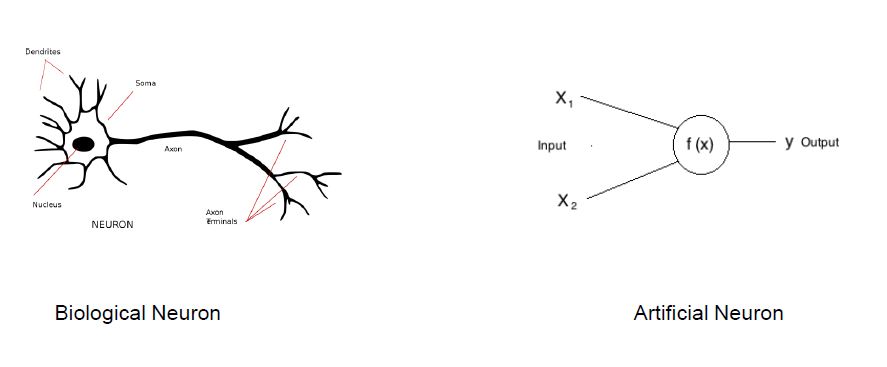 Dendrites
Soma
Axon
Nucleus
Axon
Terminals
NEURON
Biological Neuron
X1
Input
X2
f(x)
y Output
Artificial Neuron